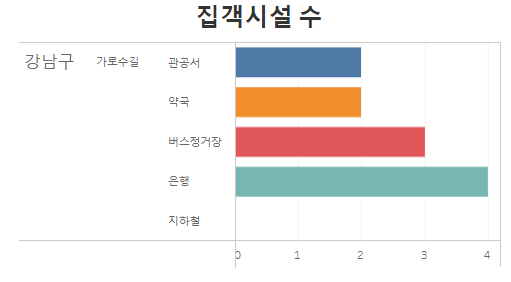 집객시설 수
강남구 가로수길 관공서
약국
버스정거장
은행
지하철
0 1 2 3 4